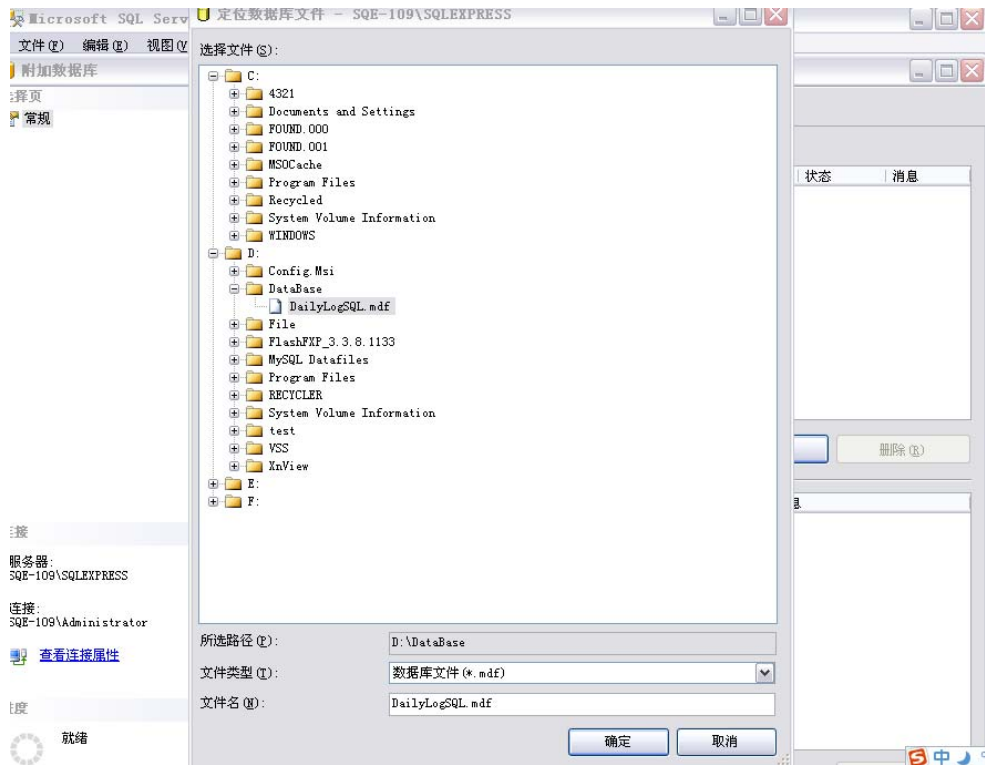 Microsoft SQL Serv
定位数据库文件 - SQE-109\SQLEXPRESS
文件(F) 编辑(E) 视图(V
附加数据库
选择文件(S):
择页
常规
C:
4321
Documents and Settings
FOUND.000
FOUND.001
MSOCache
Program Files
Recycled
System Volume Information
WINDOWS
D:
Config.Msi
DataBase
DailyLogSQL.mdf
File
FlashFXP_3.3.8.1133
MySQL Datafiles
Program Files
RECYCLER
System Volume Information
test
VSS
XnView
E:
F:
状态 消息
删除(R)
息
接
服务器:
SQE-109\SQLEXPRESS
连接:
SQE-109\Administrator
查看连接属性
度
就绪
所选路径(P): D:\DataBase
文件类型(T): 数据库文件(*.mdf)
文件名(N): DailyLogSQL.mdf
确定 取消
中